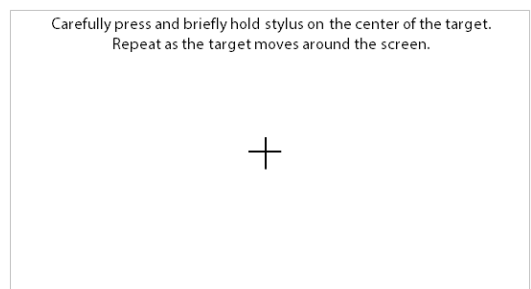 Carefully press and briefly hold stylus on the center of the target.
Repeat as the target moves around the screen.